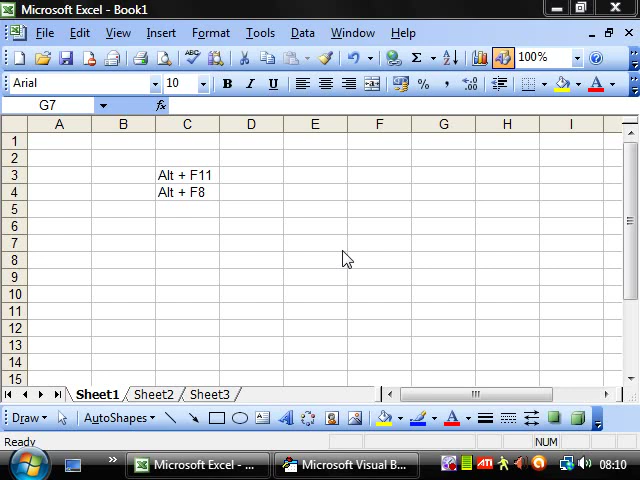 Microsoft Excel - Book1
File Edit View Insert Format Tools Data Window Help
100%
Arial 10 B I U % ,
G7 fx
A B C D E F G H I
1
2
3 Alt + F11
4 Alt + F8
5
6
7
8
9
10
11
12
13
14
15
Sheet1 Sheet2 Sheet3
Draw AutoShapes
Ready NUM
Microsoft Excel - ... Microsoft Visual B... ATI 08:10